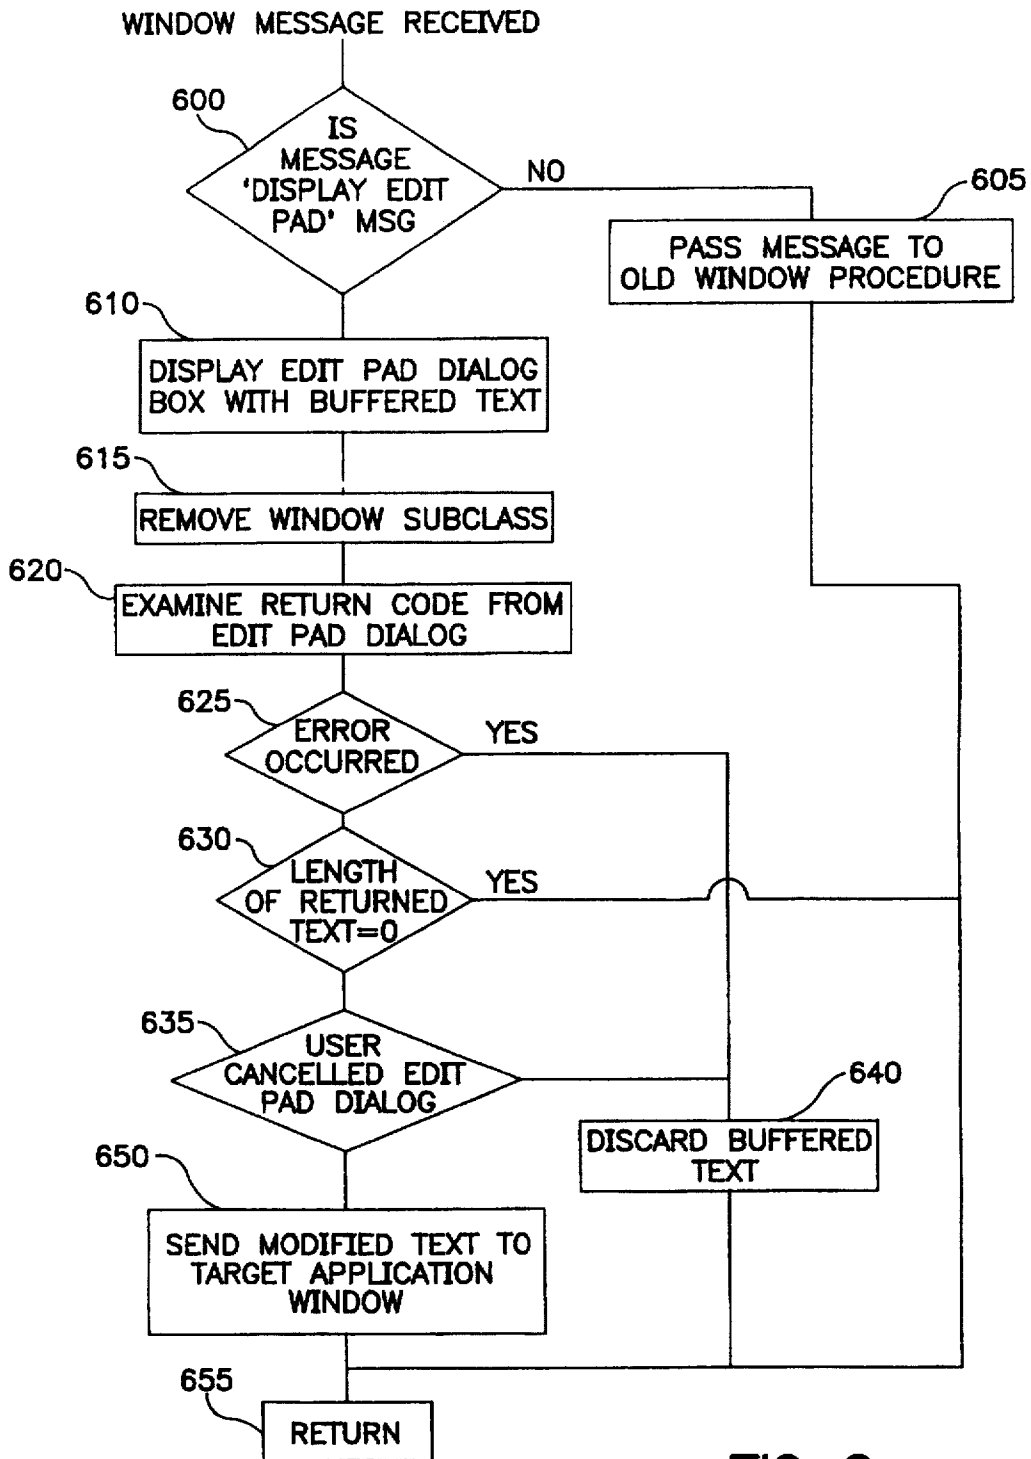 WINDOW MESSAGE RECEIVED
600
IS
MESSAGE
'DISPLAY EDIT
PAD' MSG
NO
605
PASS MESSAGE TO
OLD WINDOW PROCEDURE
610
DISPLAY EDIT PAD DIALOG
BOX WITH BUFFERED TEXT
615
REMOVE WINDOW SUBCLASS
620
EXAMINE RETURN CODE FROM
EDIT PAD DIALOG
625
ERROR
OCCURRED
YES
630
LENGTH
OF RETURNED
TEXT=0
YES
635
USER
CANCELLED EDIT
PAD DIALOG
640
DISCARD BUFFERED
TEXT
650
SEND MODIFIED TEXT TO
TARGET APPLICATION
WINDOW
655
RETURN